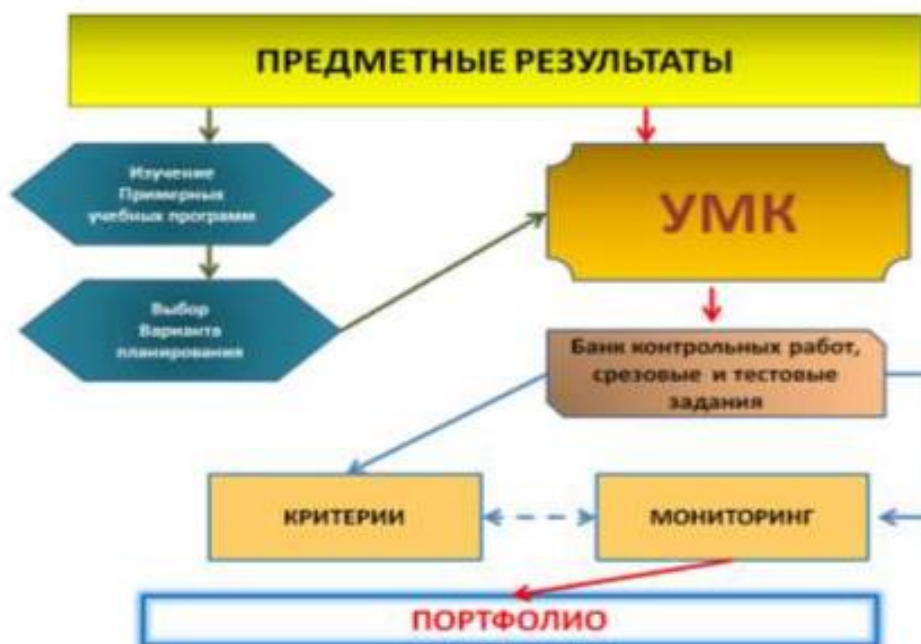 ПРЕДМЕТНЫЕ РЕЗУЛЬТАТЫ
Изучение
Примерных
учебных программ
УМК
Выбор
Варианта
планирования
Банк контрольных работ,
срезовые и тестовые
задания
КРИТЕРИИ
МОНИТОРИНГ
ПОРТФОЛИО